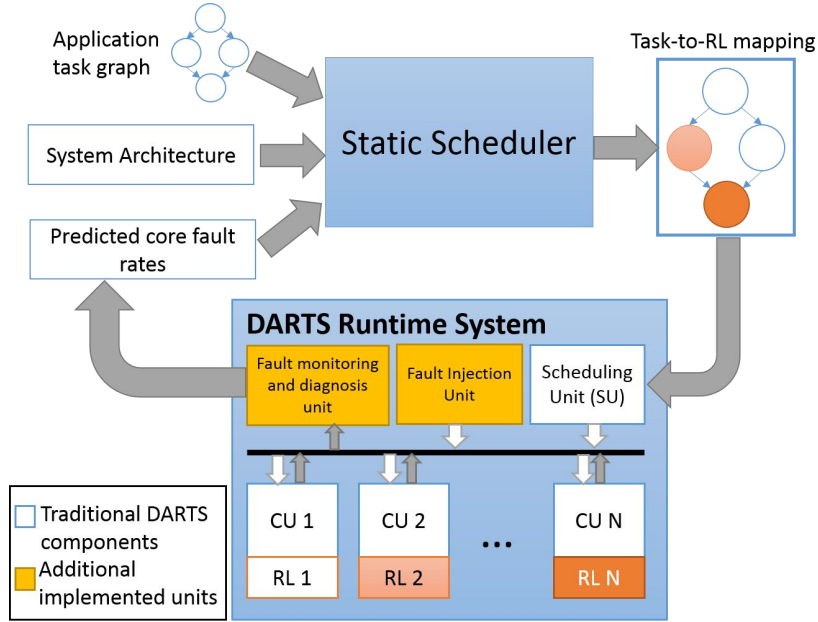 Application
task graph
Task-to-RL mapping
Static Scheduler
System Architecture
Predicted core fault
rates
DARTS Runtime System
Fault monitoring
and diagnosis
unit
Fault Injection
Unit
Scheduling
Unit (SU)
CU 1
CU 2
...
CU N
RL 1
RL 2
RL N
Traditional DARTS
components
Additional
implemented units